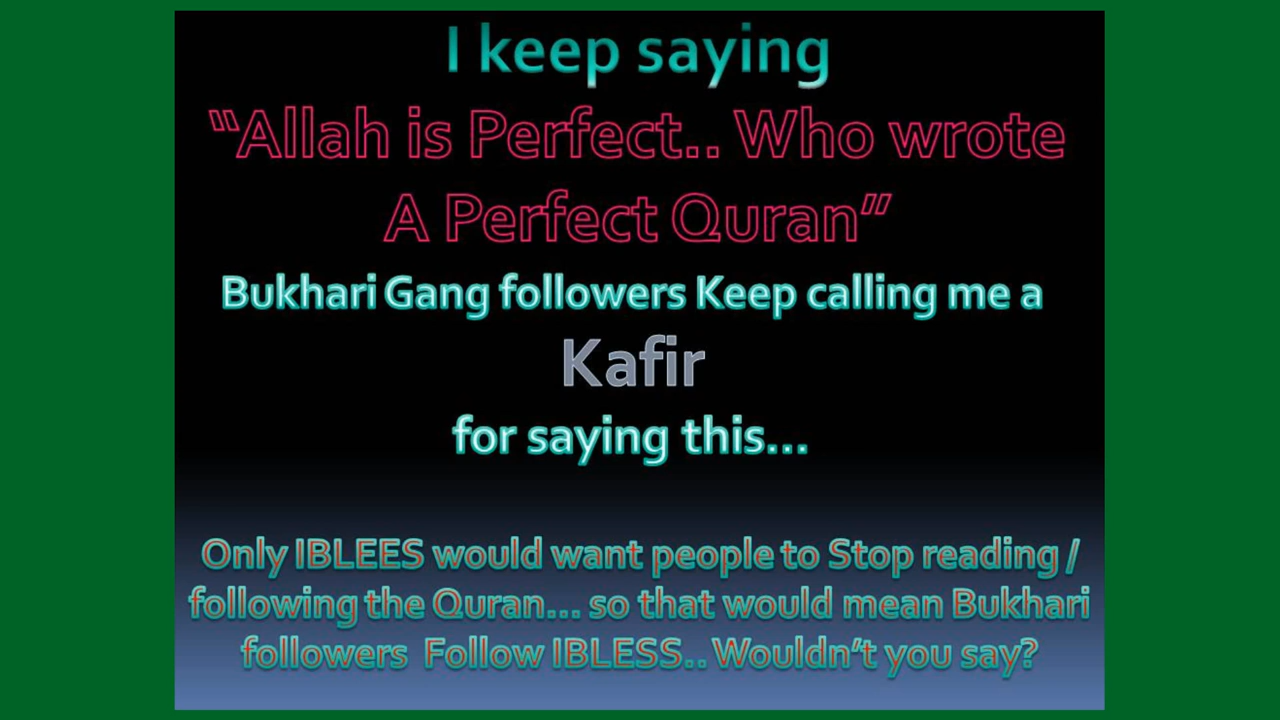 I keep saying
“Allah is Perfect.. Who wrote
A Perfect Quran”
Bukhari Gang followers Keep calling me a
Kafir
for saying this...
Only IBLEES would want people to Stop reading /
following the Quran... so that would mean Bukhari
followers Follow IBLESS.. Wouldn’t you say?